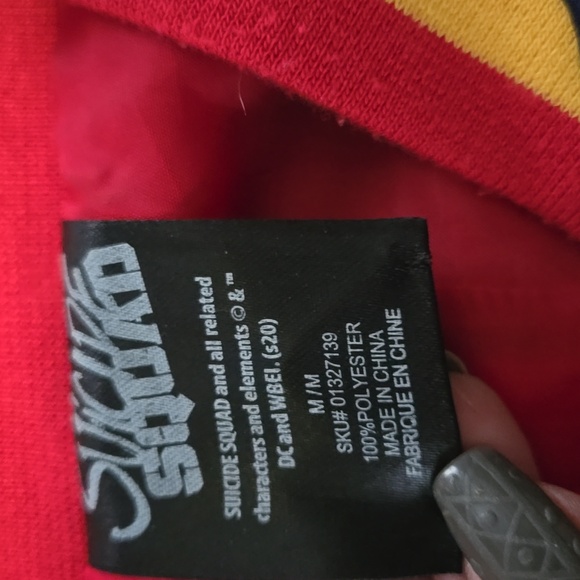 SUICIDE
SQUAD
SUICIDE SQUAD and all related
characters and elements © & ™
DC and WBEI. (s20)
M / M
SKU# 01327139
100%POLYESTER
MADE IN CHINA
FABRIQUE EN CHINE